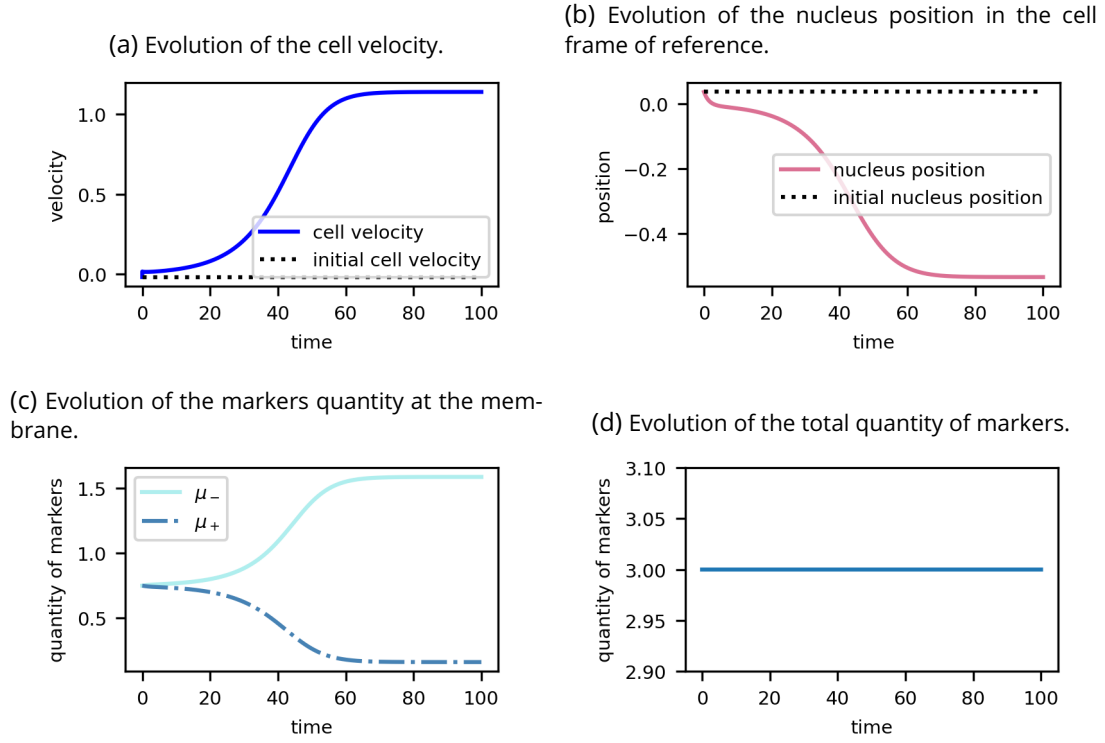 (a) Evolution of the cell velocity.
1.0
0.5
0.0
velocity
cell velocity
initial cell velocity
0 20 40 60 80 100
time
(b) Evolution of the nucleus position in the cell
frame of reference.
0.0
−0.2
−0.4
position
nucleus position
initial nucleus position
0 20 40 60 80 100
time
(c) Evolution of the markers quantity at the mem-
brane.
1.5
1.0
0.5
quantity of markers
μ−
μ+
0 20 40 60 80 100
time
(d) Evolution of the total quantity of markers.
3.10
3.05
3.00
2.95
2.90
quantity of markers
0 20 40 60 80 100
time